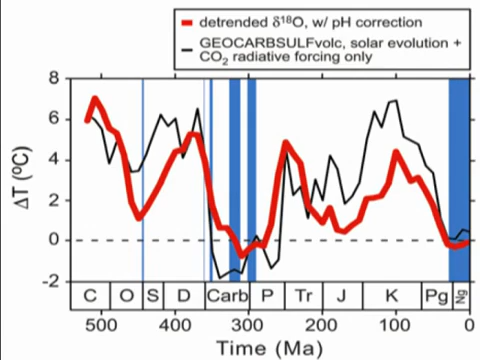 detrended δ¹⁸O, w/ pH correction
GEOCARBSULFvolc, solar evolution +
CO₂ radiative forcing only
8
6
4
2
0
-2
ΔT (ºC)
C O S D Carb P Tr J K Pg Ng
500 400 300 200 100 0
Time (Ma)